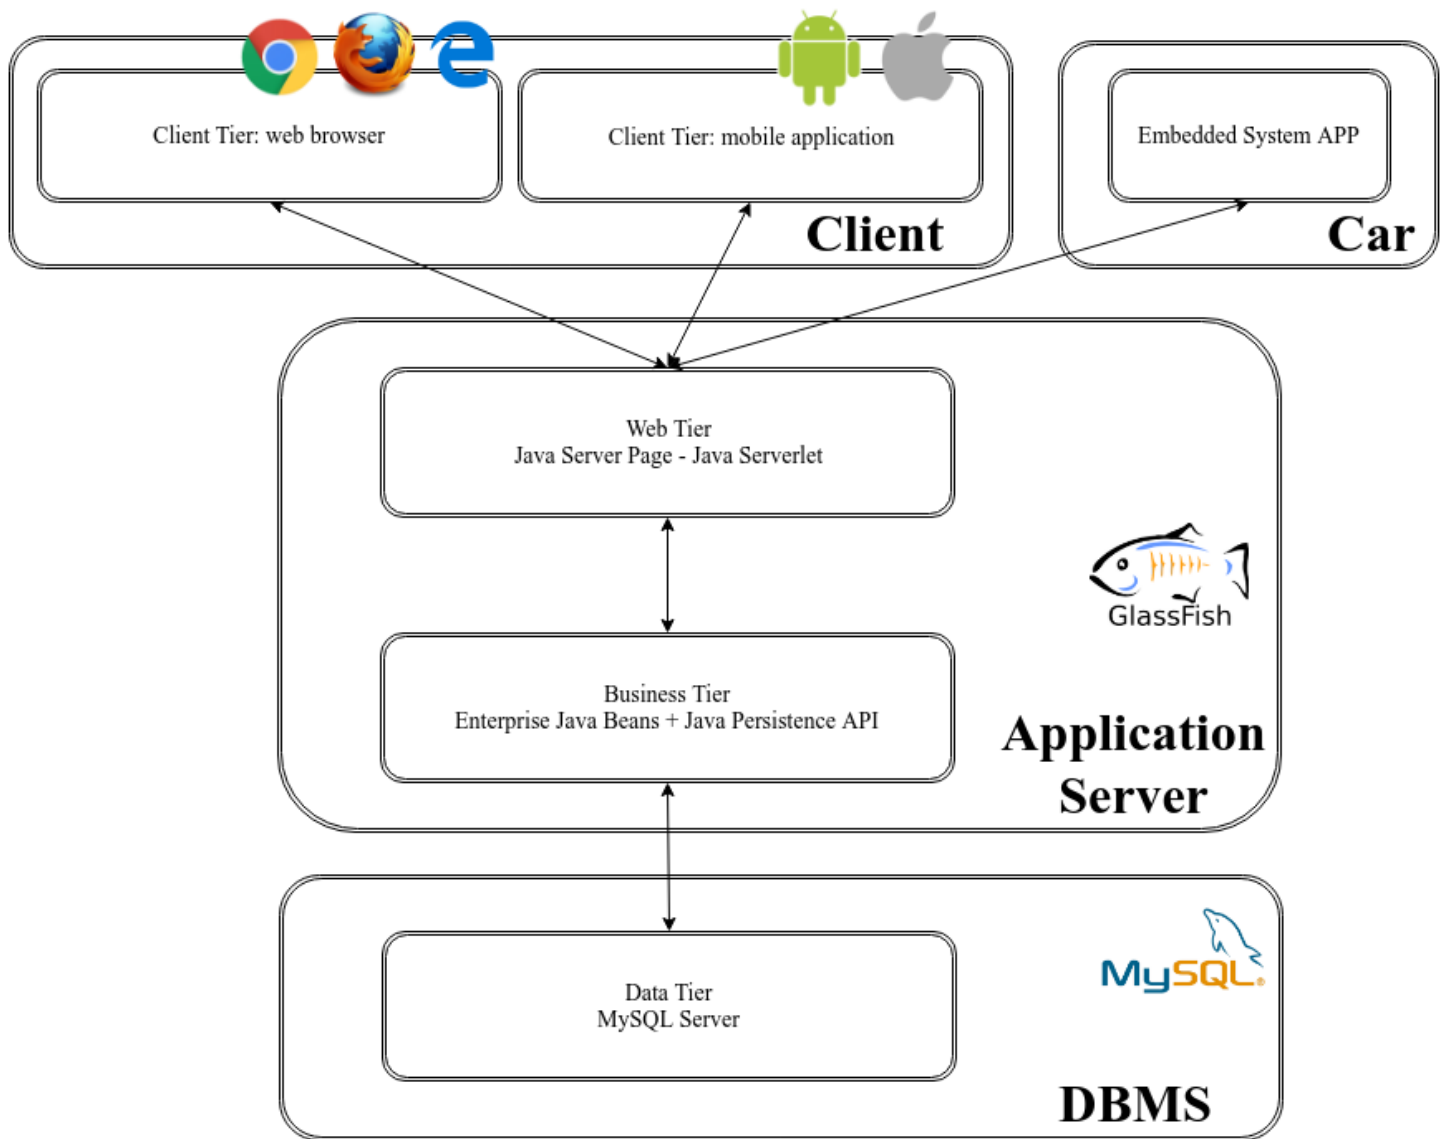 Client Tier: web browser
Client Tier: mobile application
Embedded System APP
Client
Car
Web Tier
Java Server Page - Java Serverlet
GlassFish
Business Tier
Enterprise Java Beans + Java Persistence API
Application
Server
MySQL®
Data Tier
MySQL Server
DBMS